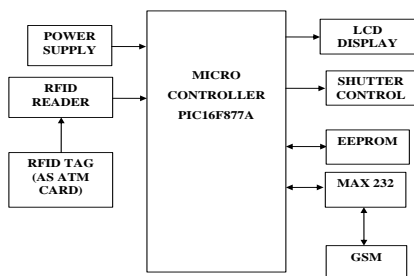 POWER
SUPPLY
RFID
READER
RFID TAG
(AS ATM
CARD)
MICRO
CONTROLLER
PIC16F877A
LCD
DISPLAY
SHUTTER
CONTROL
EEPROM
MAX 232
GSM